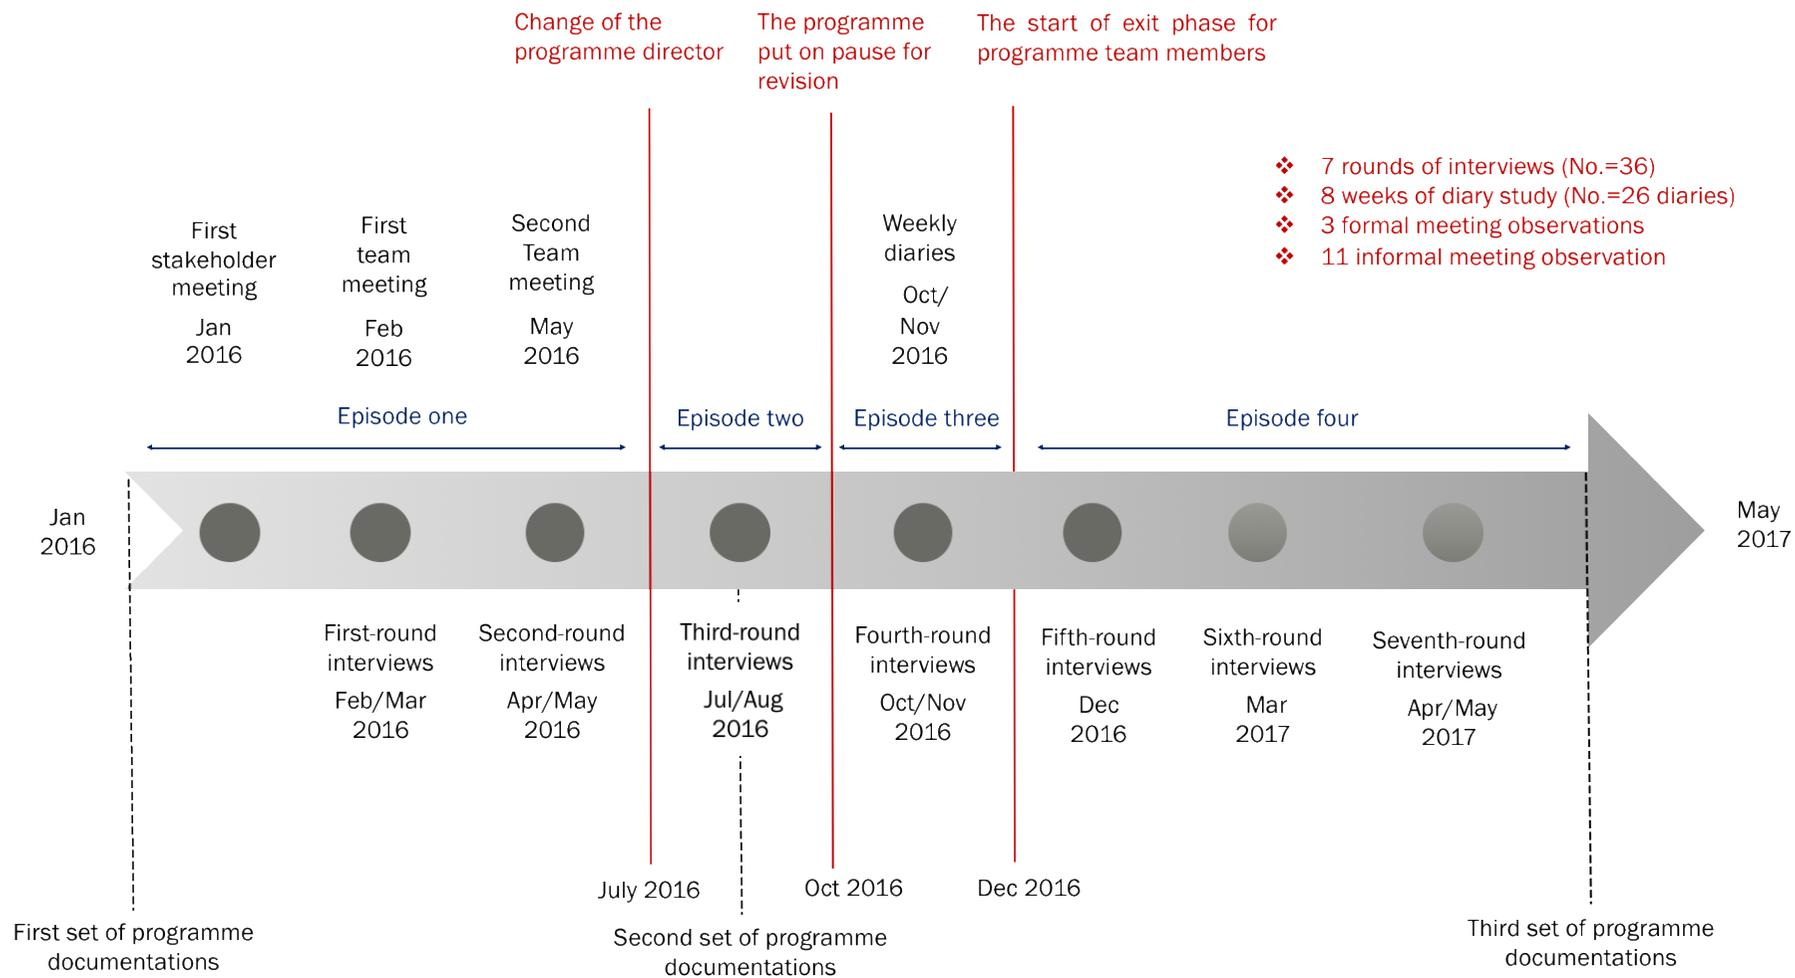 Change of the
programme director
The programme
put on pause for
revision
The start of exit phase for
programme team members
7 rounds of interviews (No.=36)
8 weeks of diary study (No.=26 diaries)
3 formal meeting observations
11 informal meeting observation
First
stakeholder
meeting
Jan
2016
First
team
meeting
Feb
2016
Second
Team
meeting
May
2016
Weekly
diaries
Oct/
Nov
2016
Episode one
Episode two
Episode three
Episode four
Jan
2016
May
2017
First-round
interviews
Feb/Mar
2016
Second-round
interviews
Apr/May
2016
Third-round
interviews
Jul/Aug
2016
Fourth-round
interviews
Oct/Nov
2016
Fifth-round
interviews
Dec
2016
Sixth-round
interviews
Mar
2017
Seventh-round
interviews
Apr/May
2017
July 2016
Oct 2016
Dec 2016
First set of programme
documentations
Second set of programme
documentations
Third set of programme
documentations